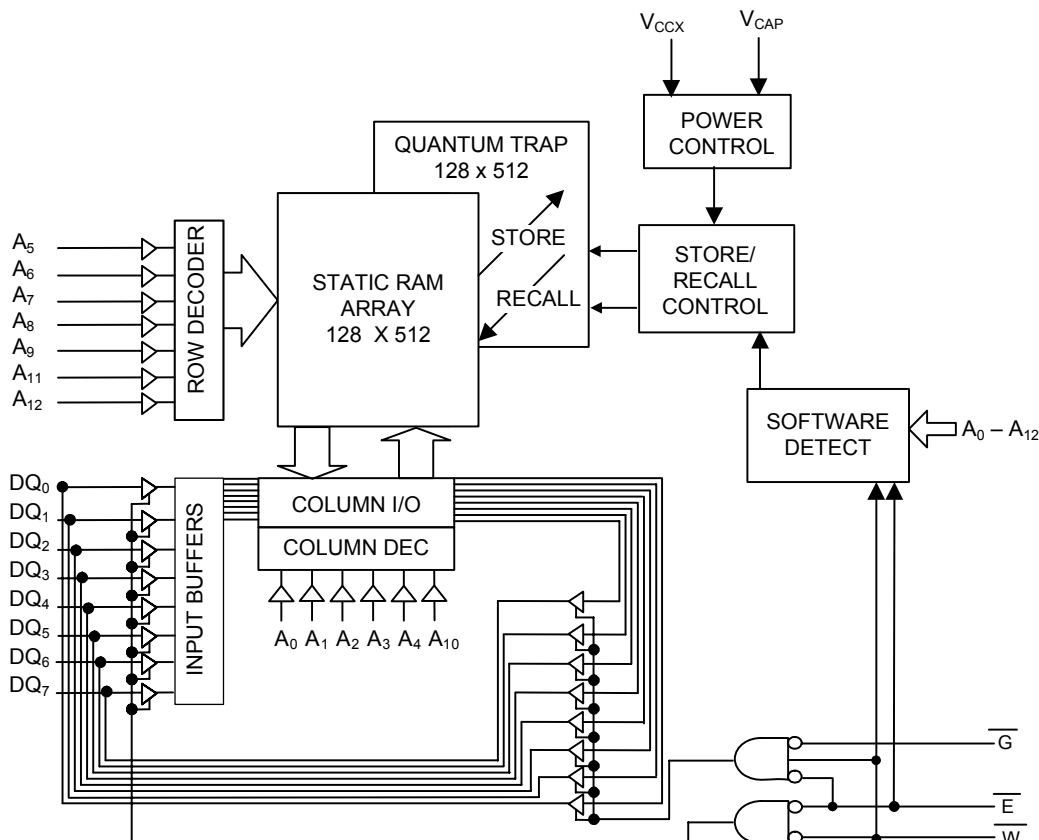 V_CCX
V_CAP
POWER
CONTROL
QUANTUM TRAP
128 x 512
STORE
RECALL
STORE/
RECALL
CONTROL
STATIC RAM
ARRAY
128 X 512
A5
A6
A7
A8
A9
A11
A12
ROW DECODER
SOFTWARE
DETECT
A0 – A12
DQ0
DQ1
DQ2
DQ3
DQ4
DQ5
DQ6
DQ7
INPUT BUFFERS
COLUMN I/O
COLUMN DEC
A0 A1 A2 A3 A4 A10
G̅
E̅
W̅